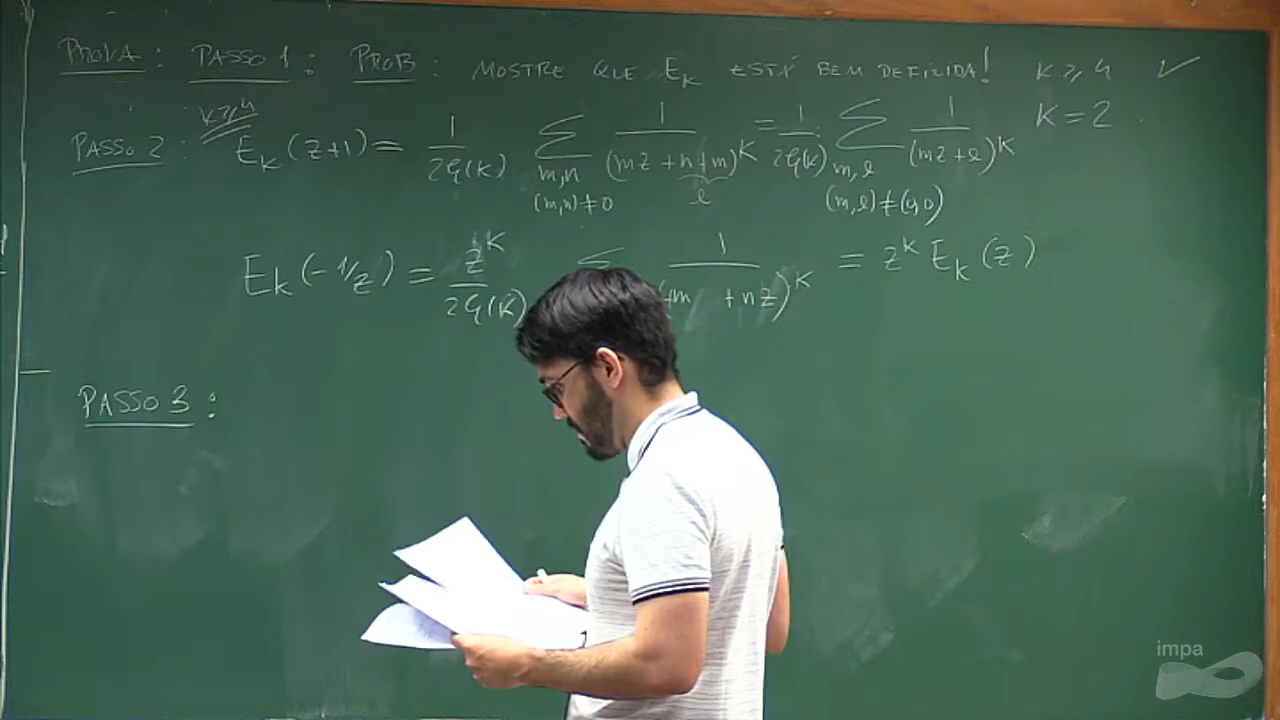 PROVA: PASSO 1: PROB: MOSTRE QUE E_K ESTÁ BEM DEFINIDA! K ≥ 4 ✓
K = 2
PASSO 2: K ≥ 4 E_K(z+1) = 1/(2ζ(K)) Σ_{m,n (m,n)≠0} 1/(mz+n+m)^K = 1/(2ζ(K)) Σ_{m,l (m,l)≠(0,0)} 1/(mz+l)^K
l
E_K(-1/z) = z^K/(2ζ(K)) Σ 1/(-m + nz)^K = z^K E_K(z)
PASSO 3:
impa